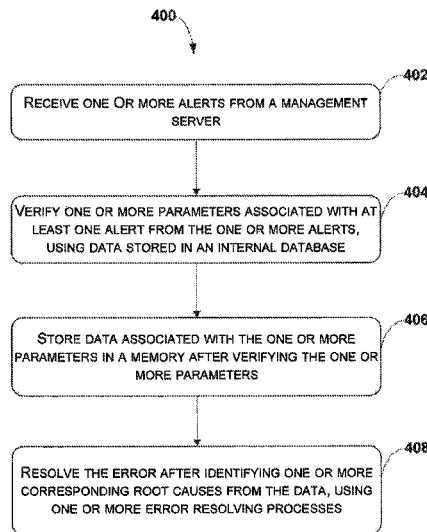 400
402
RECEIVE ONE OR MORE ALERTS FROM A MANAGEMENT
SERVER
404
VERIFY ONE OR MORE PARAMETERS ASSOCIATED WITH AT
LEAST ONE ALERT FROM THE ONE OR MORE ALERTS,
USING DATA STORED IN AN INTERNAL DATABASE
406
STORE DATA ASSOCIATED WITH THE ONE OR MORE
PARAMETERS IN A MEMORY AFTER VERIFYING THE ONE OR
MORE PARAMETERS
408
RESOLVE THE ERROR AFTER IDENTIFYING ONE OR MORE
CORRESPONDING ROOT CAUSES FROM THE DATA, USING
ONE OR MORE ERROR RESOLVING PROCESSES